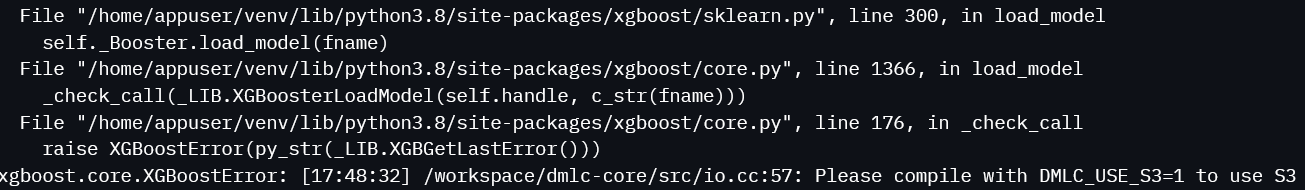 File "/home/appuser/venv/lib/python3.8/site-packages/xgboost/sklearn.py", line 300, in load_model
self._Booster.load_model(fname)
File "/home/appuser/venv/lib/python3.8/site-packages/xgboost/core.py", line 1366, in load_model
_check_call(_LIB.XGBoosterLoadModel(self.handle, c_str(fname)))
File "/home/appuser/venv/lib/python3.8/site-packages/xgboost/core.py", line 176, in _check_call
raise XGBoostError(py_str(_LIB.XGBGetLastError()))
xgboost.core.XGBoostError: [17:48:32] /workspace/dmlc-core/src/io.cc:57: Please compile with DMLC_USE_S3=1 to use S3